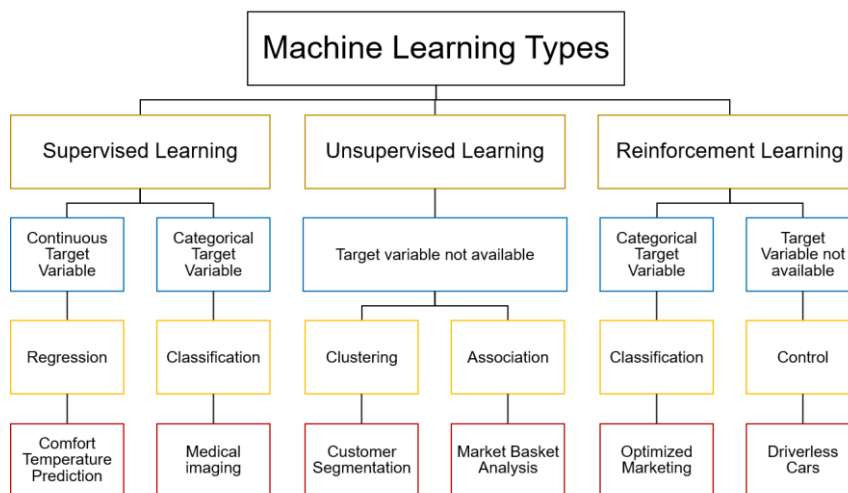 Machine Learning Types
Supervised Learning
Unsupervised Learning
Reinforcement Learning
Continuous
Target
Variable
Categorical
Target
Variable
Target variable not available
Categorical
Target
Variable
Target
Variable not
available
Regression
Classification
Clustering
Association
Classification
Control
Comfort
Temperature
Prediction
Medical
imaging
Customer
Segmentation
Market Basket
Analysis
Optimized
Marketing
Driverless
Cars